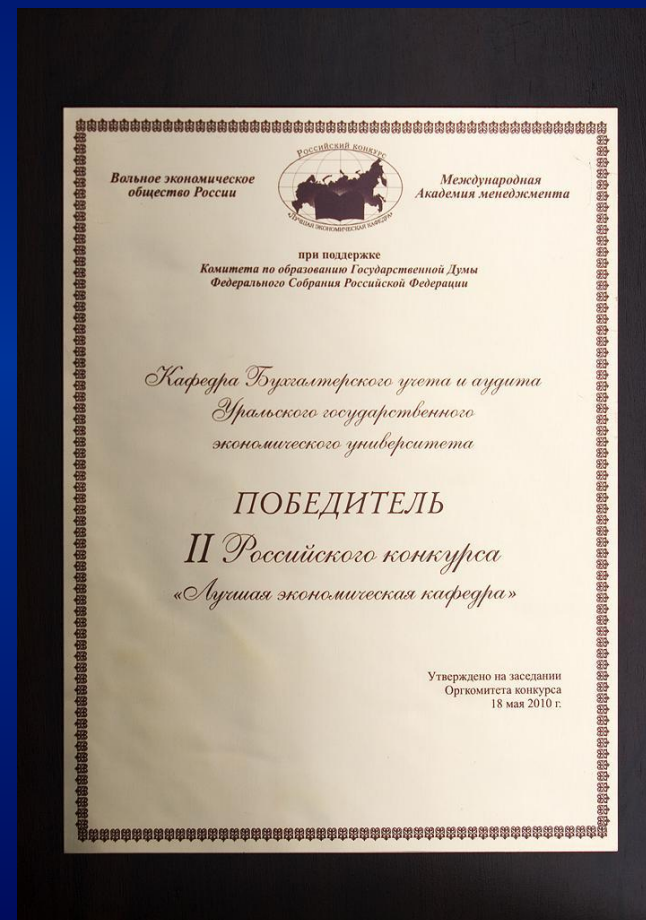 Вольное экономическое
общество России
РОССИЙСКИЙ КОНКУРС
«ЛУЧШАЯ ЭКОНОМИЧЕСКАЯ КАФЕДРА»
Международная
Академия менеджмента
при поддержке
Комитета по образованию Государственной Думы
Федерального Собрания Российской Федерации
Кафедра Бухгалтерского учета и аудита
Уральского государственного
экономического университета
ПОБЕДИТЕЛЬ
II Российского конкурса
«Лучшая экономическая кафедра»
Утверждено на заседании
Оргкомитета конкурса
18 мая 2010 г.